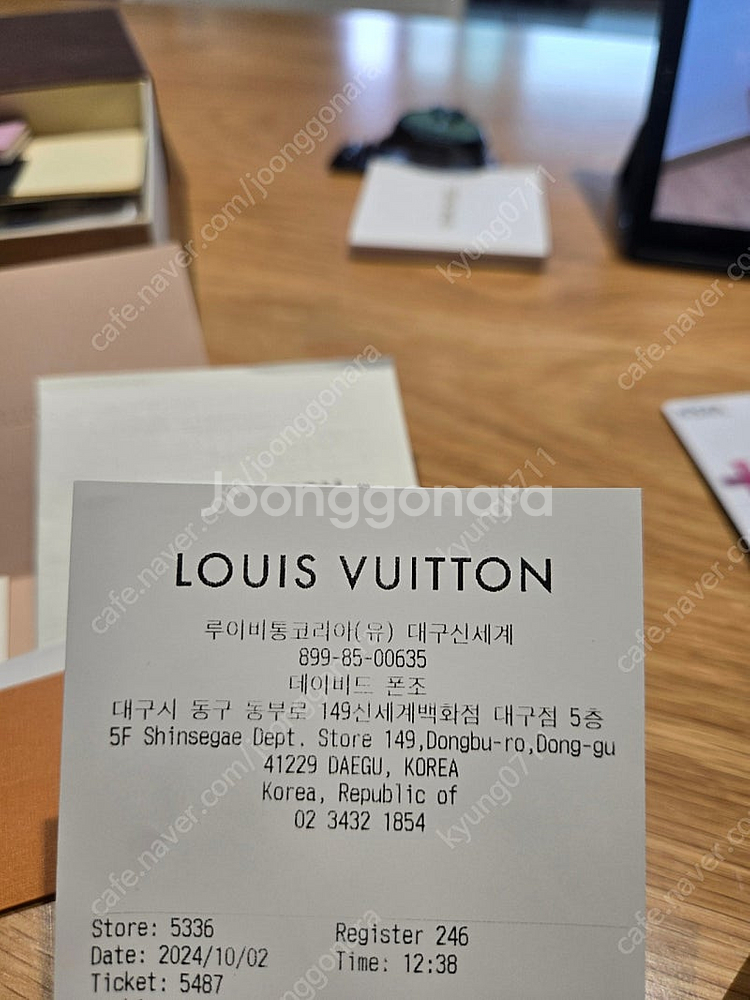 LOUIS VUITTON
루이비통코리아(유) 대구신세계
899-85-00635
데이비드 폰조
대구시 동구 동부로 149신세계백화점 대구점 5층
5F Shinsegae Dept. Store 149,Dongbu-ro,Dong-gu
41229 DAEGU, KOREA
Korea, Republic of
02 3432 1854
Store: 5336 Register 246
Date: 2024/10/02 Time: 12:38
Ticket: 5487
Joonggonara
cafe.naver.com/joonggonara
kyung0711